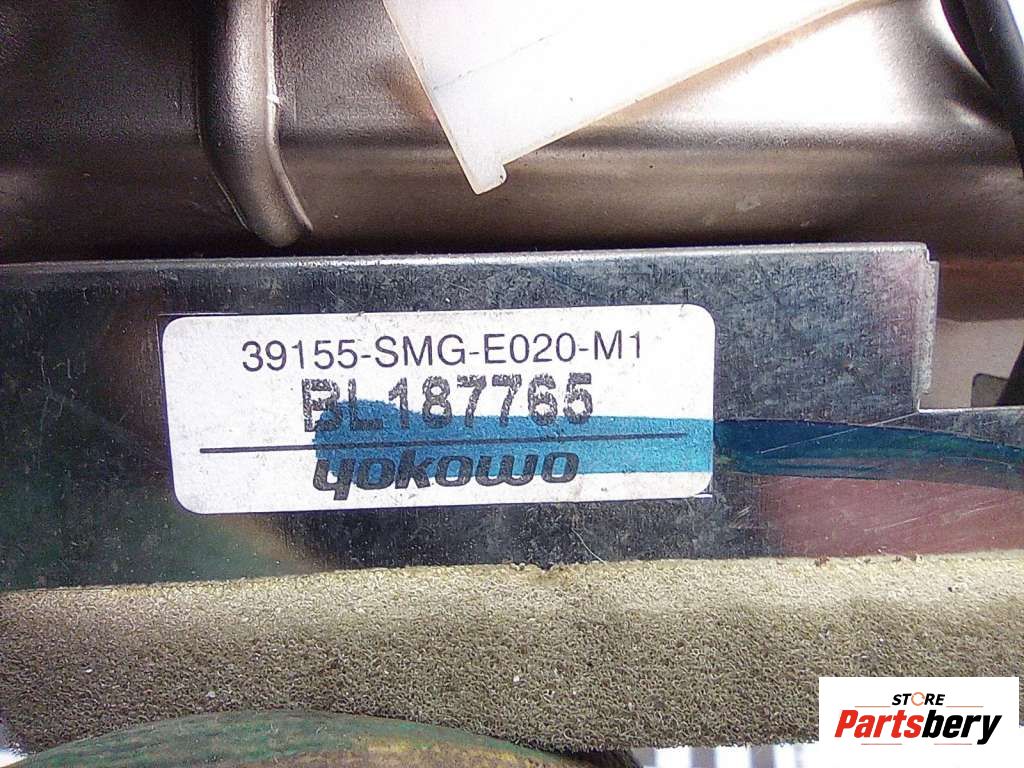 39155-SMG-E020-M1
BL187765
yokowo
STORE
Partsbery